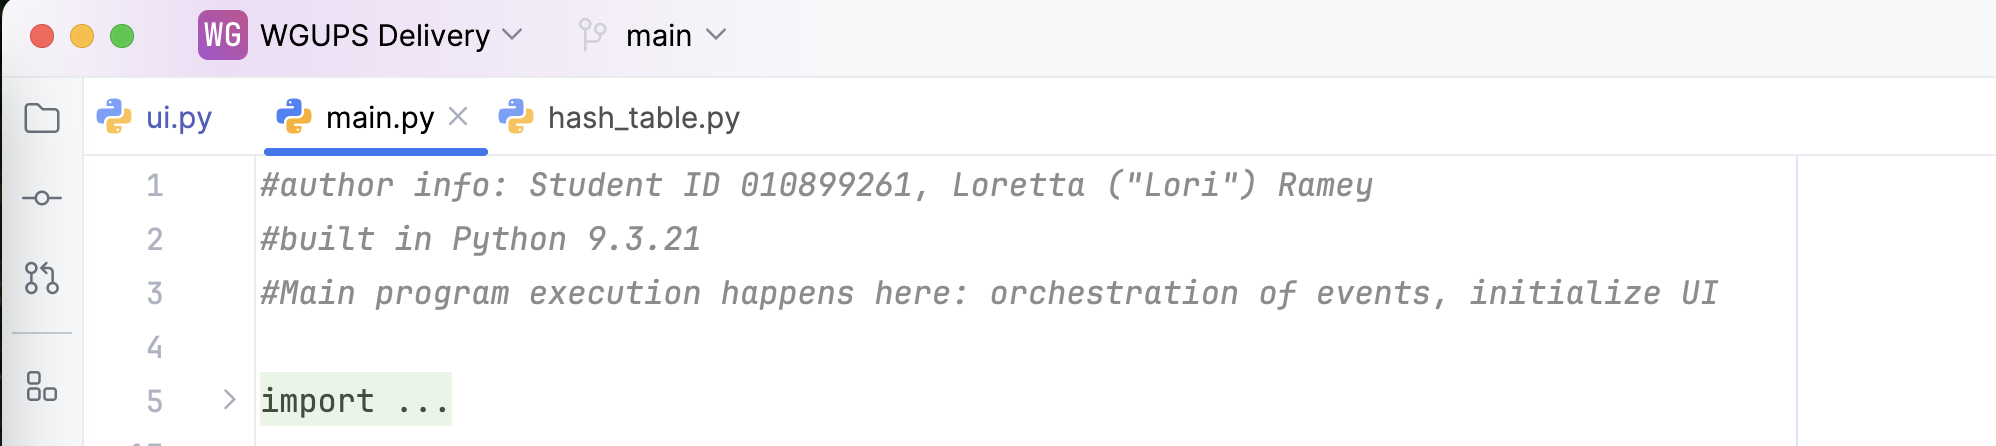 WG WGUPS Delivery main
ui.py main.py hash_table.py
1 #author info: Student ID 010899261, Loretta ("Lori") Ramey
2 #built in Python 9.3.21
3 #Main program execution happens here: orchestration of events, initialize UI
4
5 import ...